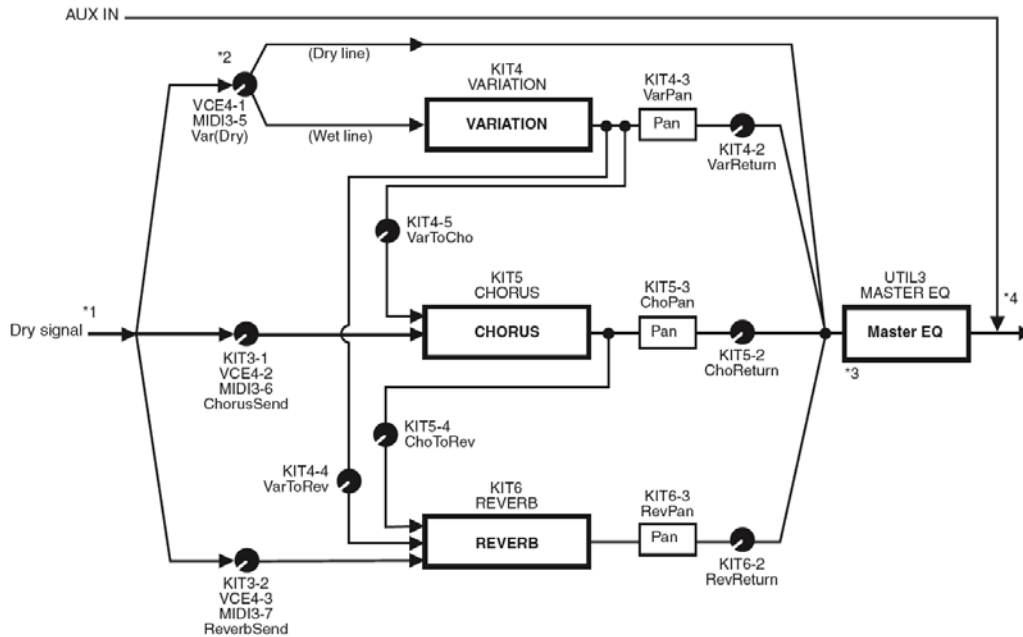 AUX IN
*2
(Dry line)
VCE4-1
MIDI3-5
Var(Dry)
(Wet line)
KIT4
VARIATION
VARIATION
KIT4-3
VarPan
Pan
KIT4-2
VarReturn
KIT4-5
VarToCho
Dry signal
*1
KIT3-1
VCE4-2
MIDI3-6
ChorusSend
KIT5
CHORUS
CHORUS
KIT5-3
ChoPan
Pan
KIT5-2
ChoReturn
*3
UTIL3
MASTER EQ
Master EQ
*4
KIT5-4
ChoToRev
KIT4-4
VarToRev
KIT6
REVERB
REVERB
KIT6-3
RevPan
Pan
KIT6-2
RevReturn
KIT3-2
VCE4-3
MIDI3-7
ReverbSend